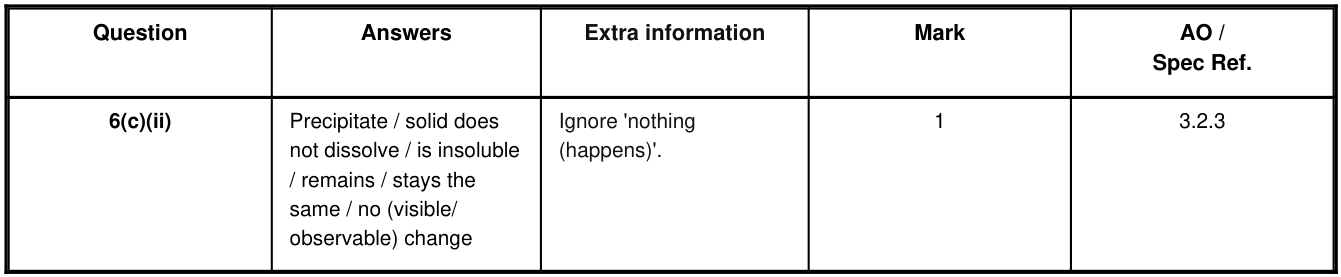 Question Answers Extra information Mark AO /
Spec Ref.
6(c)(ii) Precipitate / solid does Ignore 'nothing 1 3.2.3
not dissolve / is insoluble (happens)'.
/ remains / stays the
same / no (visible/
observable) change